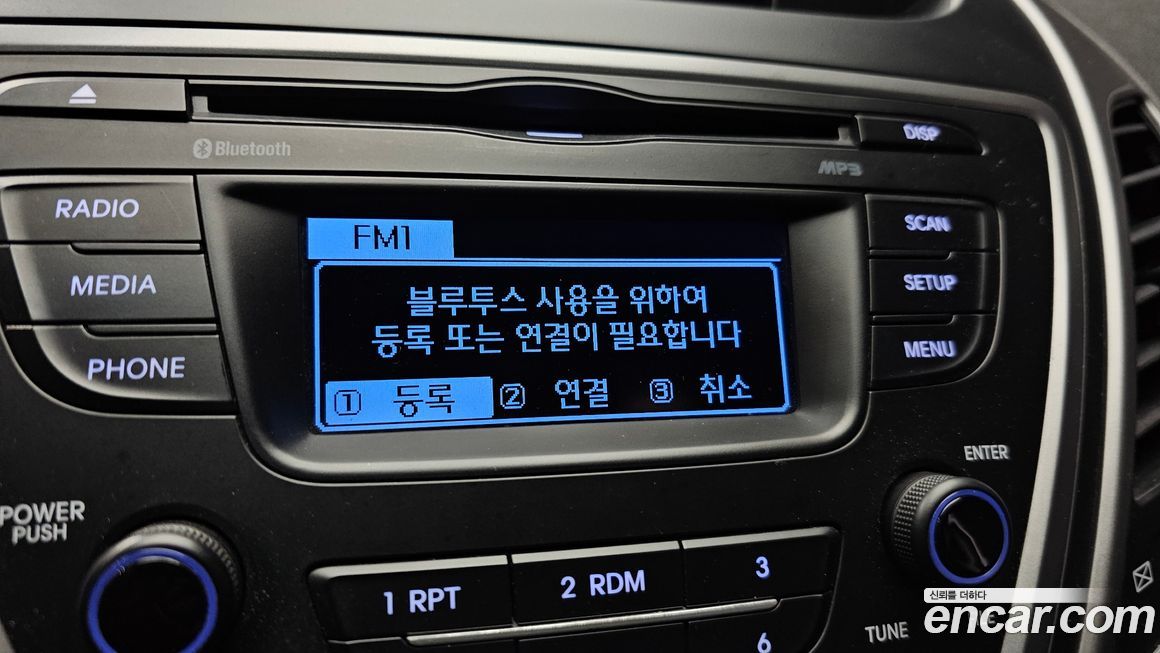 DISP
Bluetooth
MP3
RADIO
SCAN
FM1
MEDIA
SETUP
블루투스 사용을 위하여
등록 또는 연결이 필요합니다
PHONE
MENU
① 등록 ② 연결 ③ 취소
ENTER
POWER
PUSH
1 RPT
2 RDM
3
6
TUNE
신뢰를 더하다
encar.com